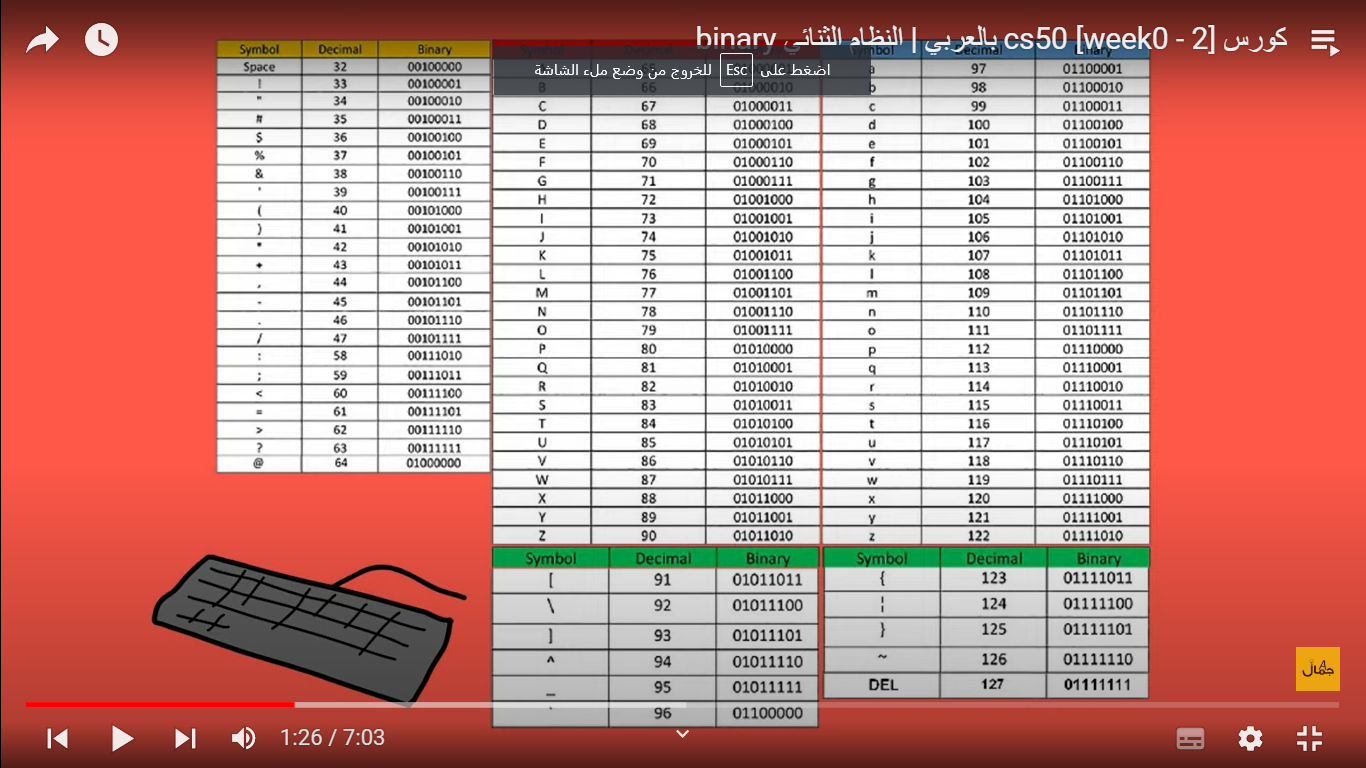 كورس cs50 [week0 - 2] بالعربي | النظام الثنائي binary
اضغط على Esc للخروج من وضع ملء الشاشة
Symbol Decimal Binary
Space 32 00100000
! 33 00100001
" 34 00100010
# 35 00100011
$ 36 00100100
% 37 00100101
& 38 00100110
' 39 00100111
( 40 00101000
) 41 00101001
* 42 00101010
+ 43 00101011
, 44 00101100
- 45 00101101
. 46 00101110
/ 47 00101111
: 58 00111010
; 59 00111011
< 60 00111100
= 61 00111101
> 62 00111110
? 63 00111111
@ 64 01000000
B 66 01000010
C 67 01000011
D 68 01000100
E 69 01000101
F 70 01000110
G 71 01000111
H 72 01001000
I 73 01001001
J 74 01001010
K 75 01001011
L 76 01001100
M 77 01001101
N 78 01001110
O 79 01001111
P 80 01010000
Q 81 01010001
R 82 01010010
S 83 01010011
T 84 01010100
U 85 01010101
V 86 01010110
W 87 01010111
X 88 01011000
Y 89 01011001
Z 90 01011010
Symbol Decimal Binary
[ 91 01011011
\ 92 01011100
] 93 01011101
^ 94 01011110
_ 95 01011111
` 96 01100000
Symbol Decimal Binary
a 97 01100001
b 98 01100010
c 99 01100011
d 100 01100100
e 101 01100101
f 102 01100110
g 103 01100111
h 104 01101000
i 105 01101001
j 106 01101010
k 107 01101011
l 108 01101100
m 109 01101101
n 110 01101110
o 111 01101111
p 112 01110000
q 113 01110001
r 114 01110010
s 115 01110011
t 116 01110100
u 117 01110101
v 118 01110110
w 119 01110111
x 120 01111000
y 121 01111001
z 122 01111010
Symbol Decimal Binary
{ 123 01111011
¦ 124 01111100
} 125 01111101
~ 126 01111110
DEL 127 01111111
جمال
1:26 / 7:03